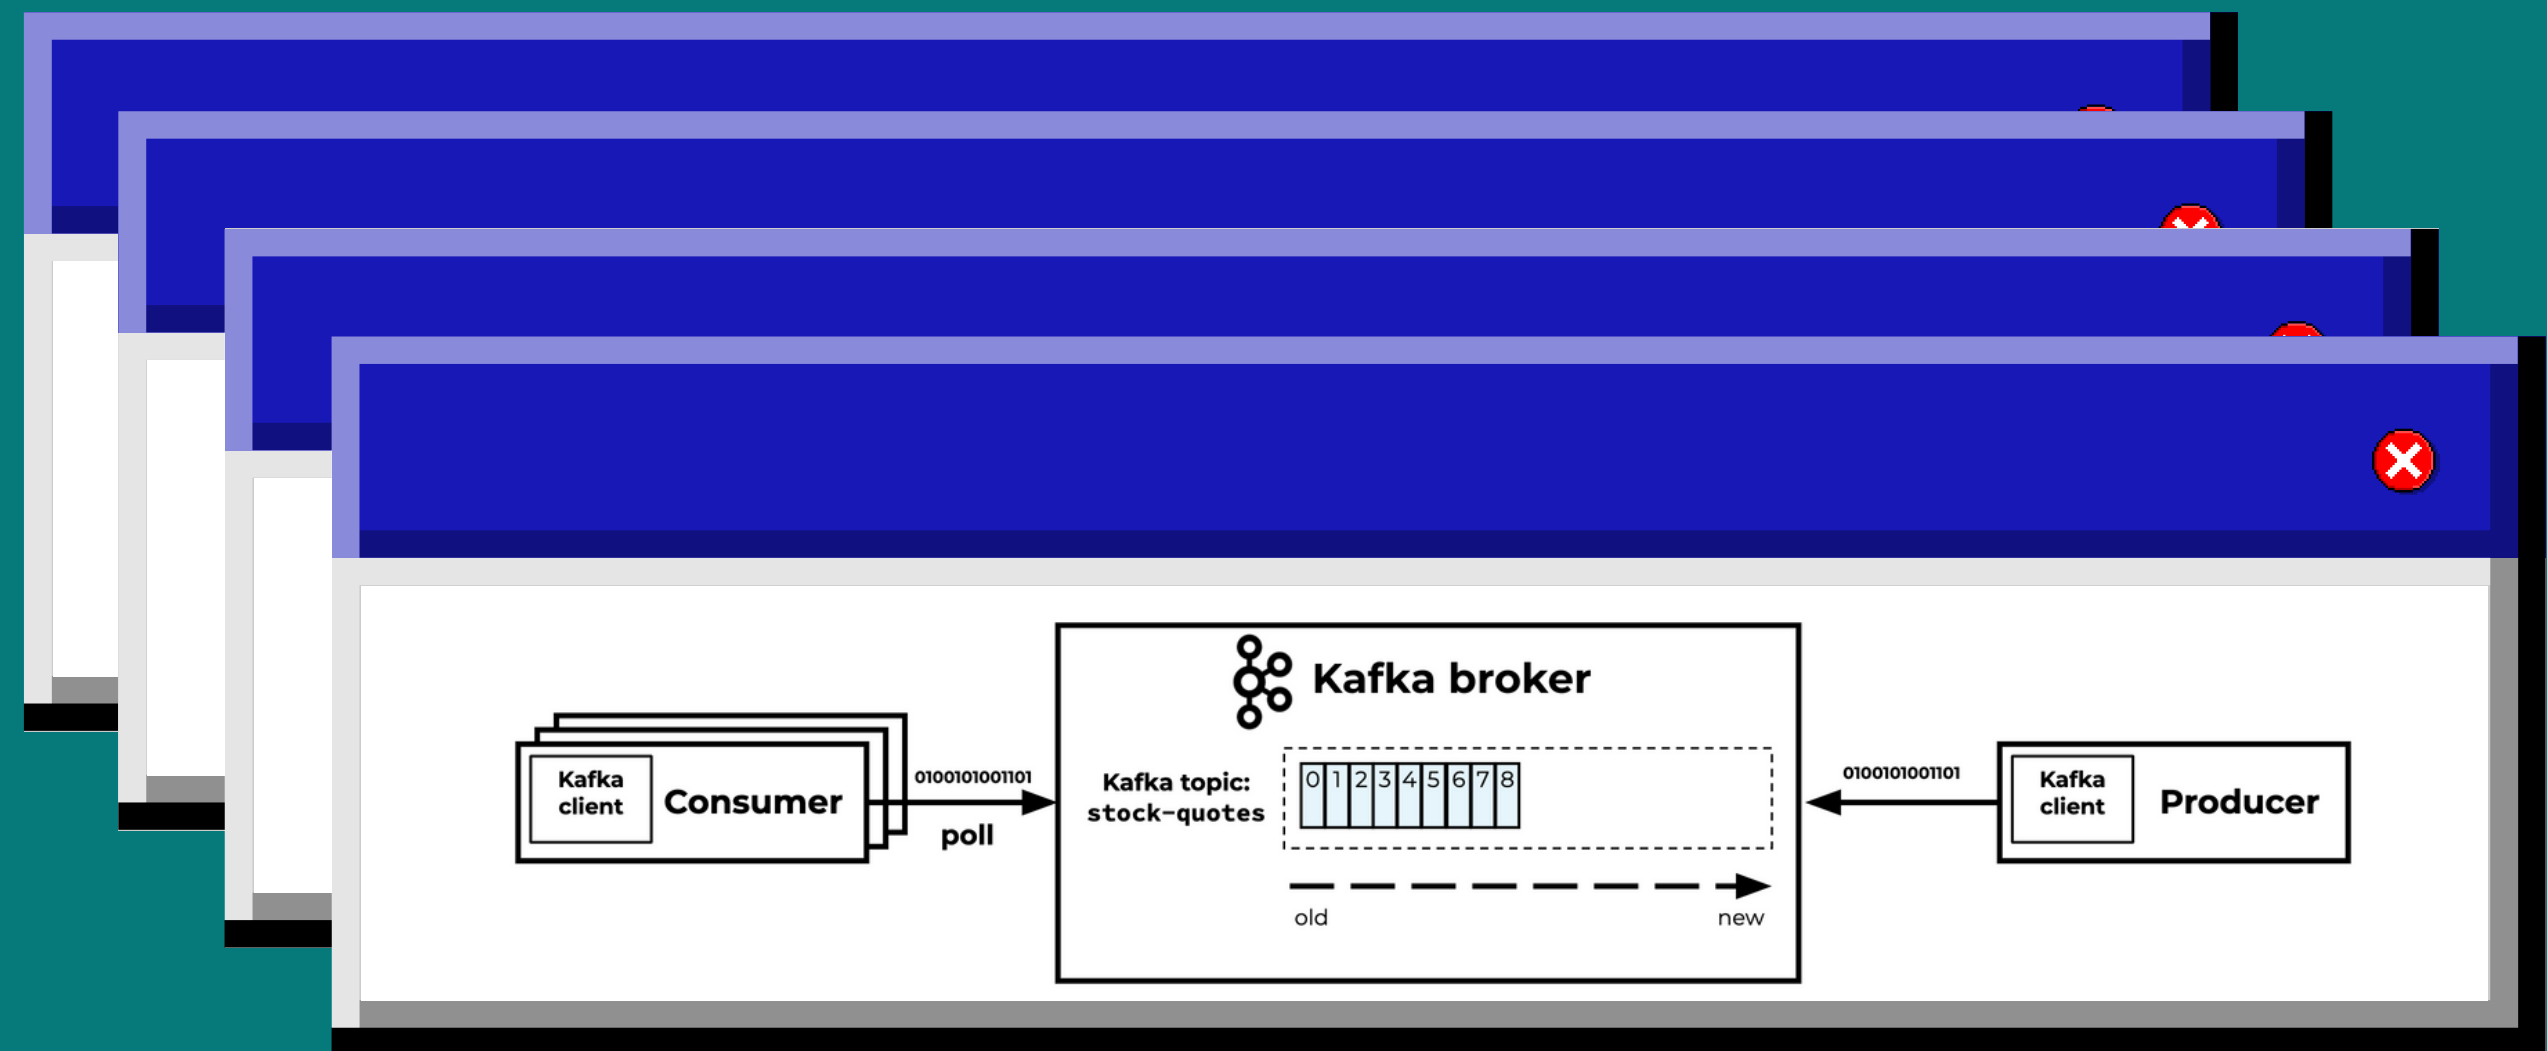 Kafka broker
Kafka
client
Consumer
0100101001101
poll
Kafka topic:
stock-quotes
0 1 2 3 4 5 6 7 8
old
new
0100101001101
Kafka
client
Producer